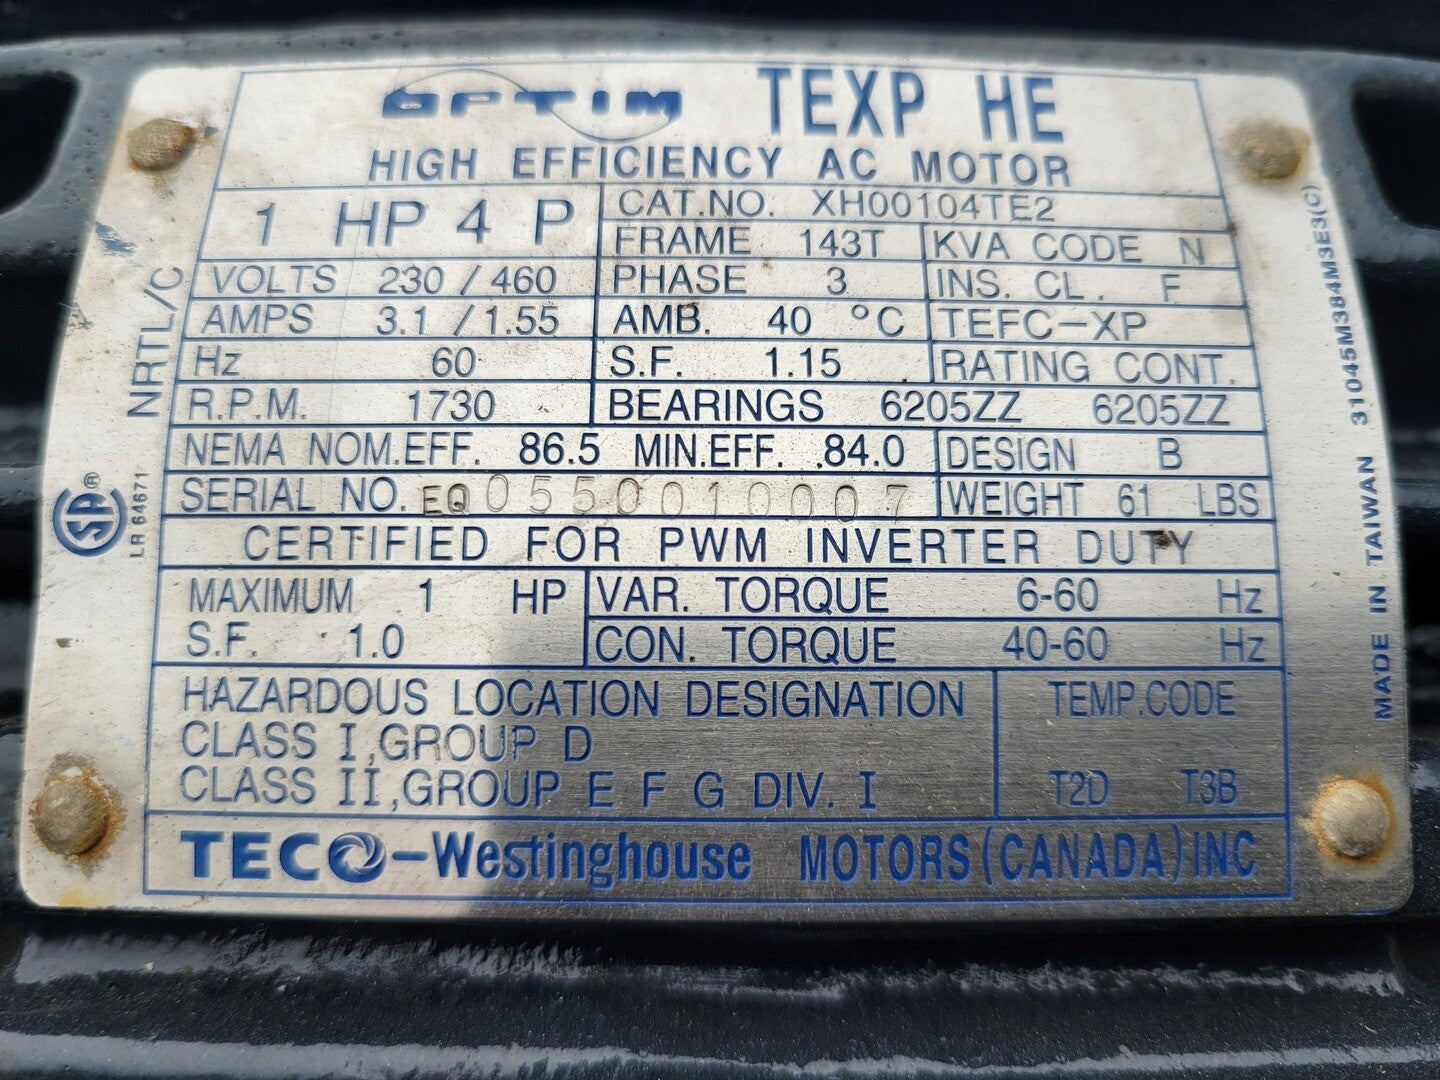 OPTIM TEXP HE
HIGH EFFICIENCY AC MOTOR
1 HP 4 P
CAT.NO. XH00104TE2
FRAME 143T KVA CODE N
VOLTS 230 / 460 PHASE 3 INS. CL. F
AMPS 3.1 / 1.55 AMB. 40 °C TEFC-XP
Hz 60 S.F. 1.15 RATING CONT.
R.P.M. 1730 BEARINGS 6205ZZ 6205ZZ
NEMA NOM.EFF. 86.5 MIN.EFF. 84.0 DESIGN B
SERIAL NO. EQ0550010007 WEIGHT 61 LBS
CERTIFIED FOR PWM INVERTER DUTY
MAXIMUM 1 HP VAR. TORQUE 6-60 Hz
S.F. 1.0 CON. TORQUE 40-60 Hz
HAZARDOUS LOCATION DESIGNATION TEMP.CODE
CLASS I,GROUP D
CLASS II,GROUP E F G DIV. I T2D T3B
TECO-Westinghouse MOTORS(CANADA)INC
NRTL/C
SA®
LR 64671
MADE IN TAIWAN 31045M384M3E3(C)